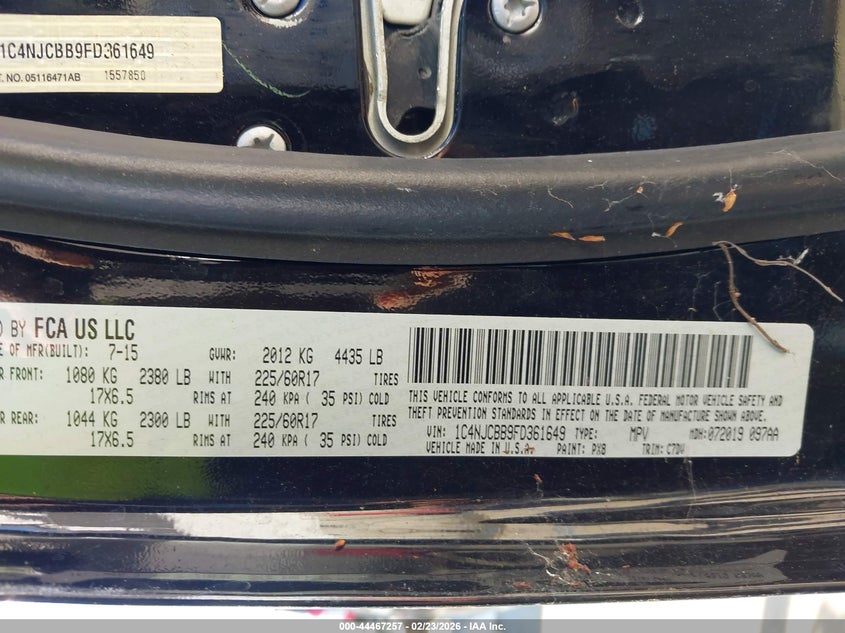 1C4NJCBB9FD361649
T. NO. 05116471AB 1557850
) BY FCA US LLC
E OF MFR(BUILT): 7-15 GVWR: 2012 KG 4435 LB
R FRONT: 1080 KG 2380 LB WITH 225/60R17 TIRES
17X6.5 RIMS AT 240 KPA ( 35 PSI) COLD
R REAR: 1044 KG 2300 LB WITH 225/60R17 TIRES
17X6.5 RIMS AT 240 KPA ( 35 PSI) COLD
THIS VEHICLE CONFORMS TO ALL APPLICABLE U.S.A. FEDERAL MOTOR VEHICLE SAFETY AND
THEFT PREVENTION STANDARDS IN EFFECT ON THE DATE OF MANUFACTURE SHOWN ABOVE.
VIN: 1C4NJCBB9FD361649 TYPE: MPV MDH: 072019 097AA
VEHICLE MADE IN U.S.A. PAINT: PX8 TRIM: C7DV
000-44467257 - 02/23/2026 - IAA Inc.